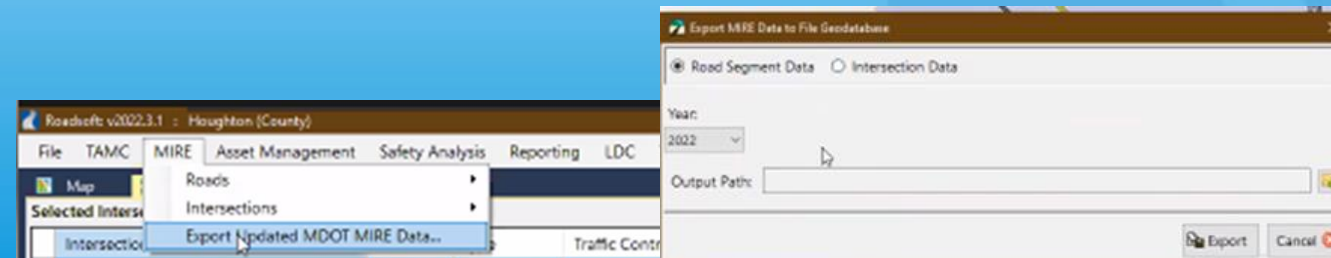 Roadsoft: v2022.3.1 : Houghton (County)
File TAMC MIRE Asset Management Safety Analysis Reporting LDC
Map
Roads
Selected Interse
Intersections
Intersectio
Export Updated MDOT MIRE Data...
Traffic Contr
Export MIRE Data to File Geodatabase
Road Segment Data Intersection Data
Year:
2022
Output Path:
Export Cancel